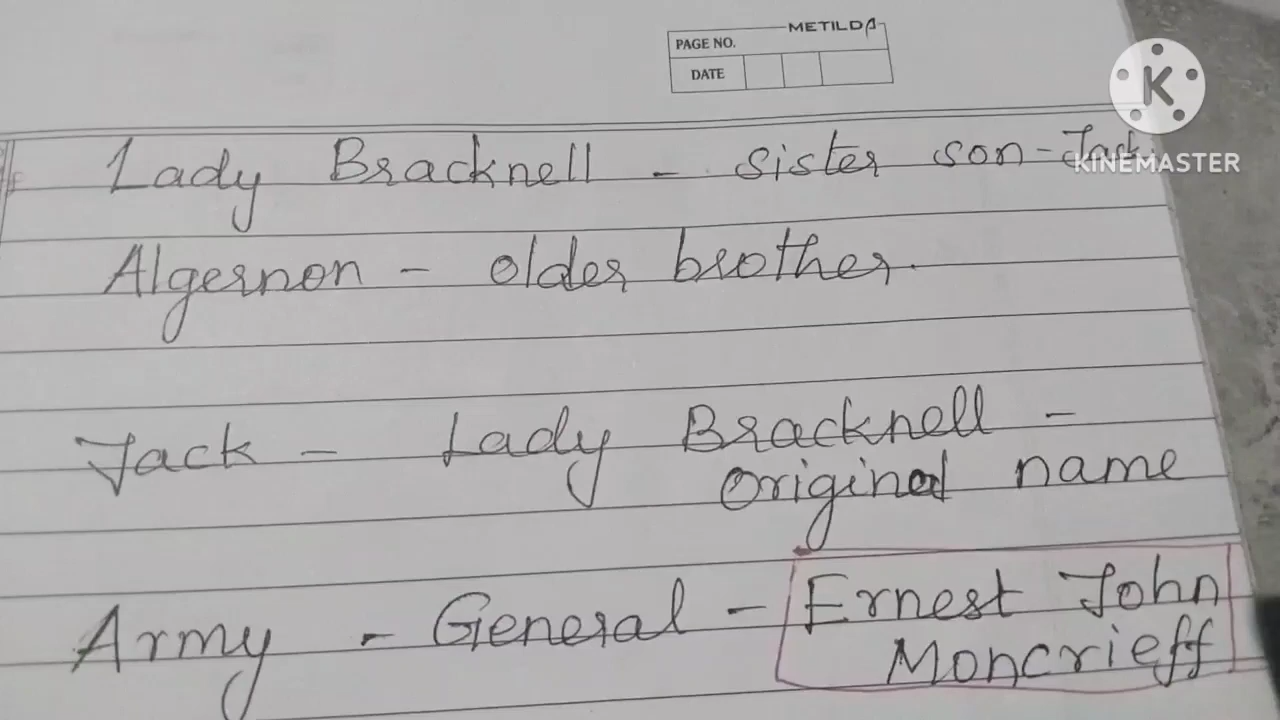 METILDA
PAGE NO.
DATE
K
KINEMASTER
Lady Bracknell - sister son - Jack.
Algernon - older brother.
Jack - Lady Bracknell -
original name
Army - General - Ernest John
Moncrieff